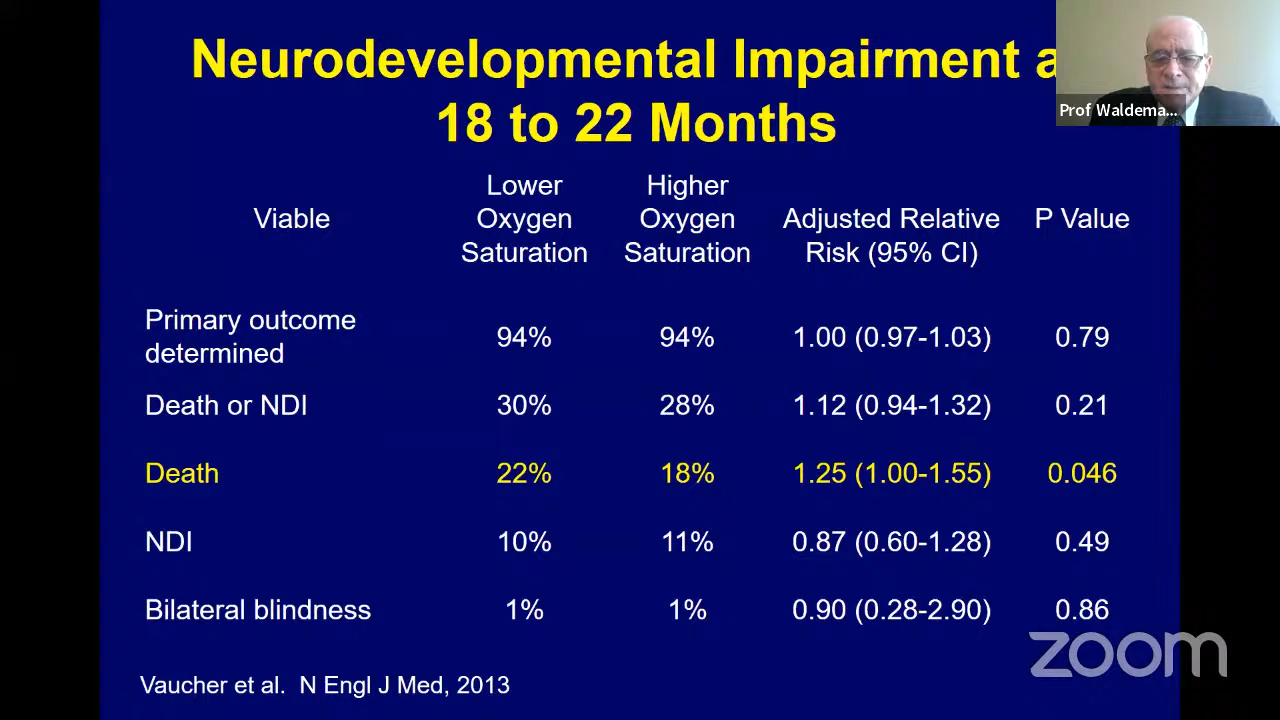 Neurodevelopmental Impairment a
18 to 22 Months
Prof Waldema...
Viable
Lower Oxygen Saturation
Higher Oxygen Saturation
Adjusted Relative Risk (95% CI)
P Value
Primary outcome determined 94% 94% 1.00 (0.97-1.03) 0.79
Death or NDI 30% 28% 1.12 (0.94-1.32) 0.21
Death 22% 18% 1.25 (1.00-1.55) 0.046
NDI 10% 11% 0.87 (0.60-1.28) 0.49
Bilateral blindness 1% 1% 0.90 (0.28-2.90) 0.86
Vaucher et al. N Engl J Med, 2013
zoom